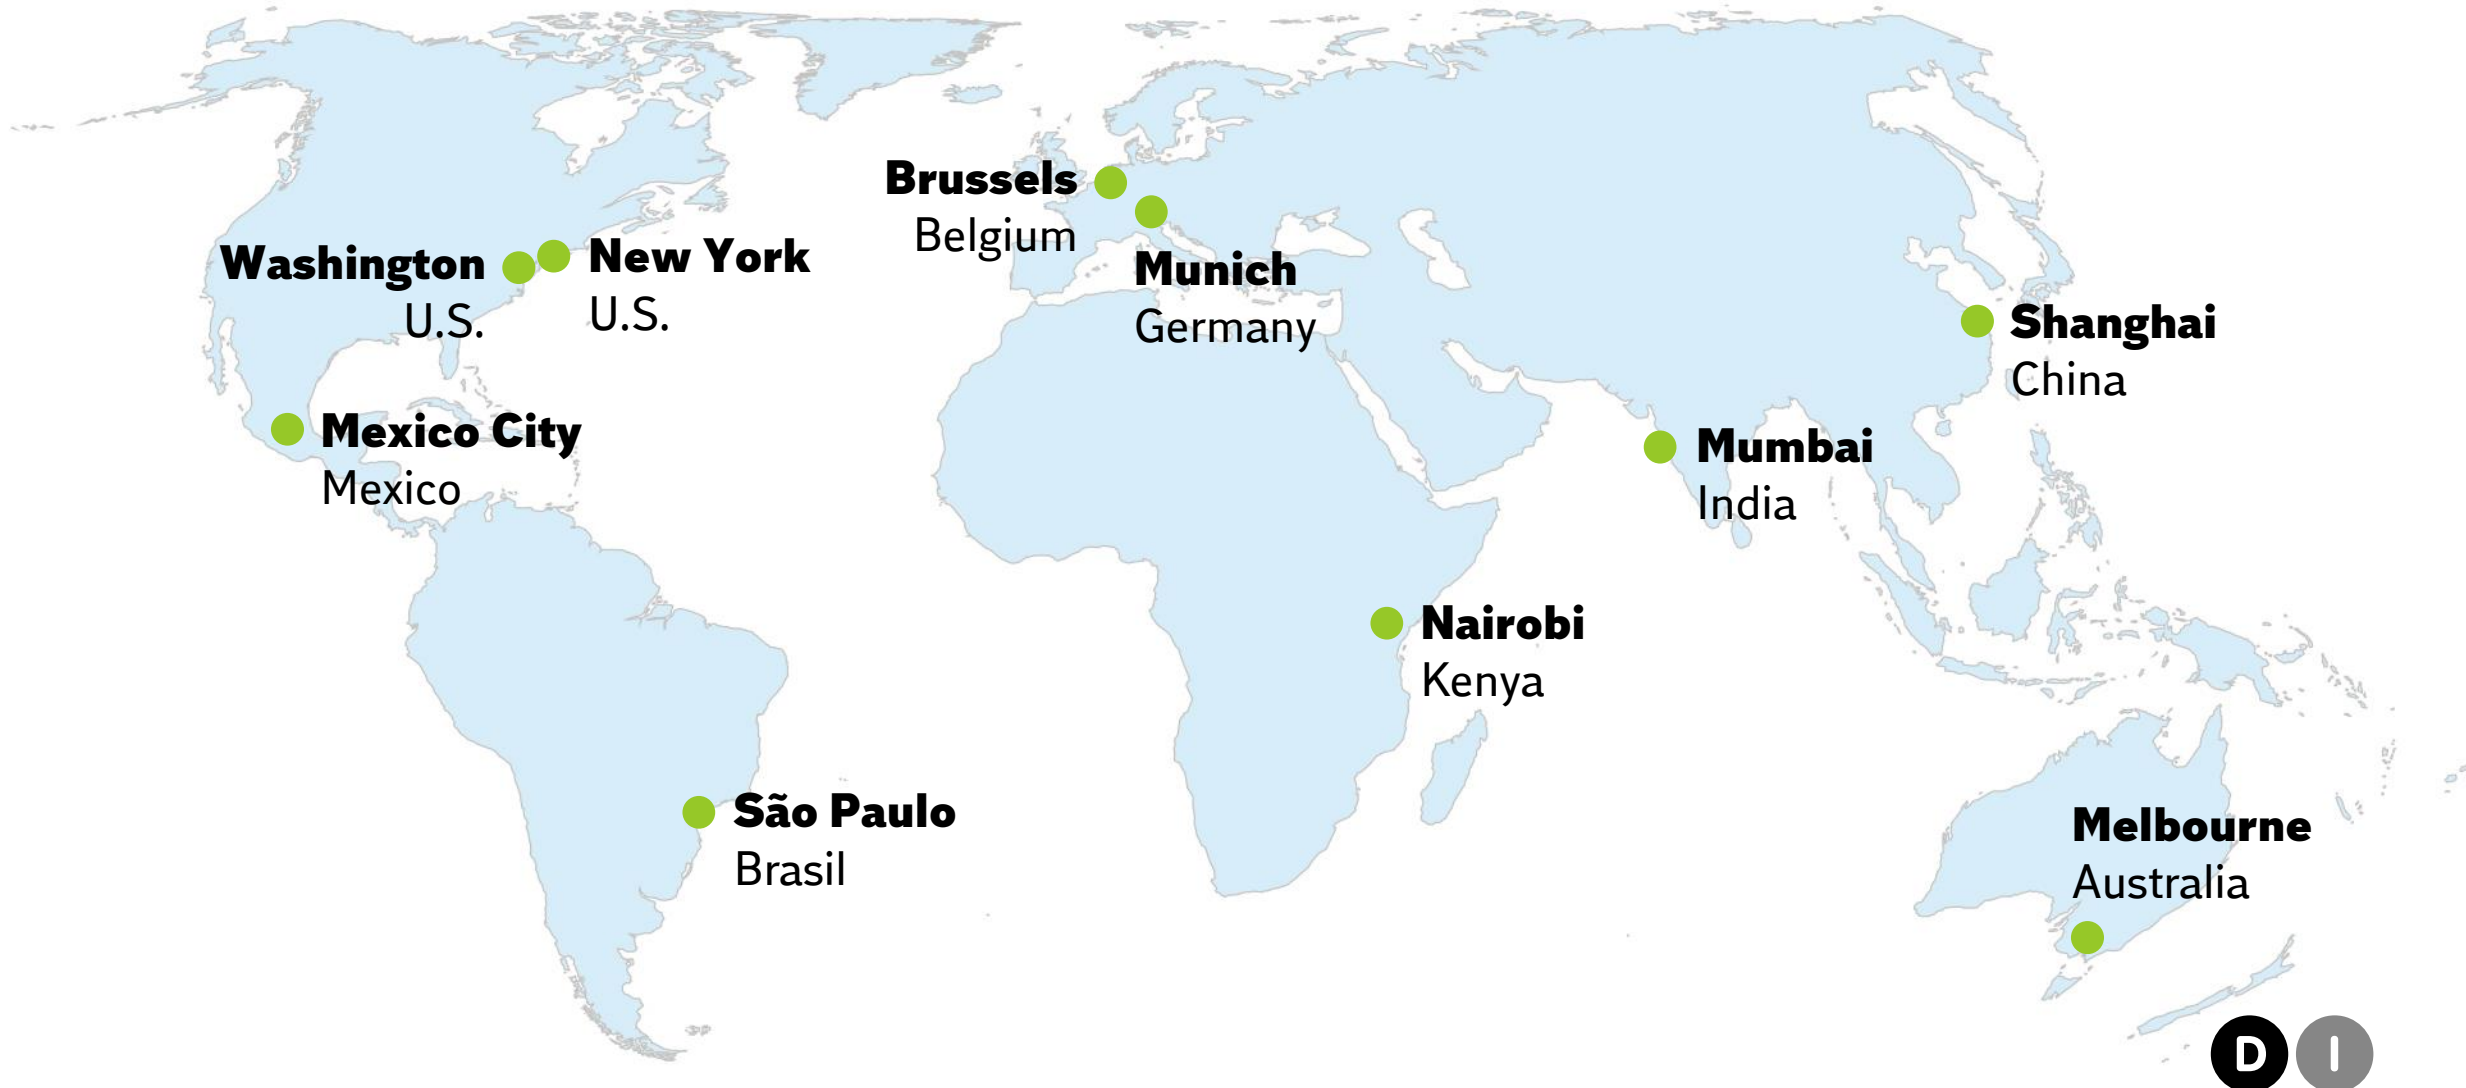 Brussels
Belgium
Washington
U.S.
New York
U.S.
Munich
Germany
Shanghai
China
Mexico City
Mexico
Mumbai
India
Nairobi
Kenya
São Paulo
Brasil
Melbourne
Australia
D I